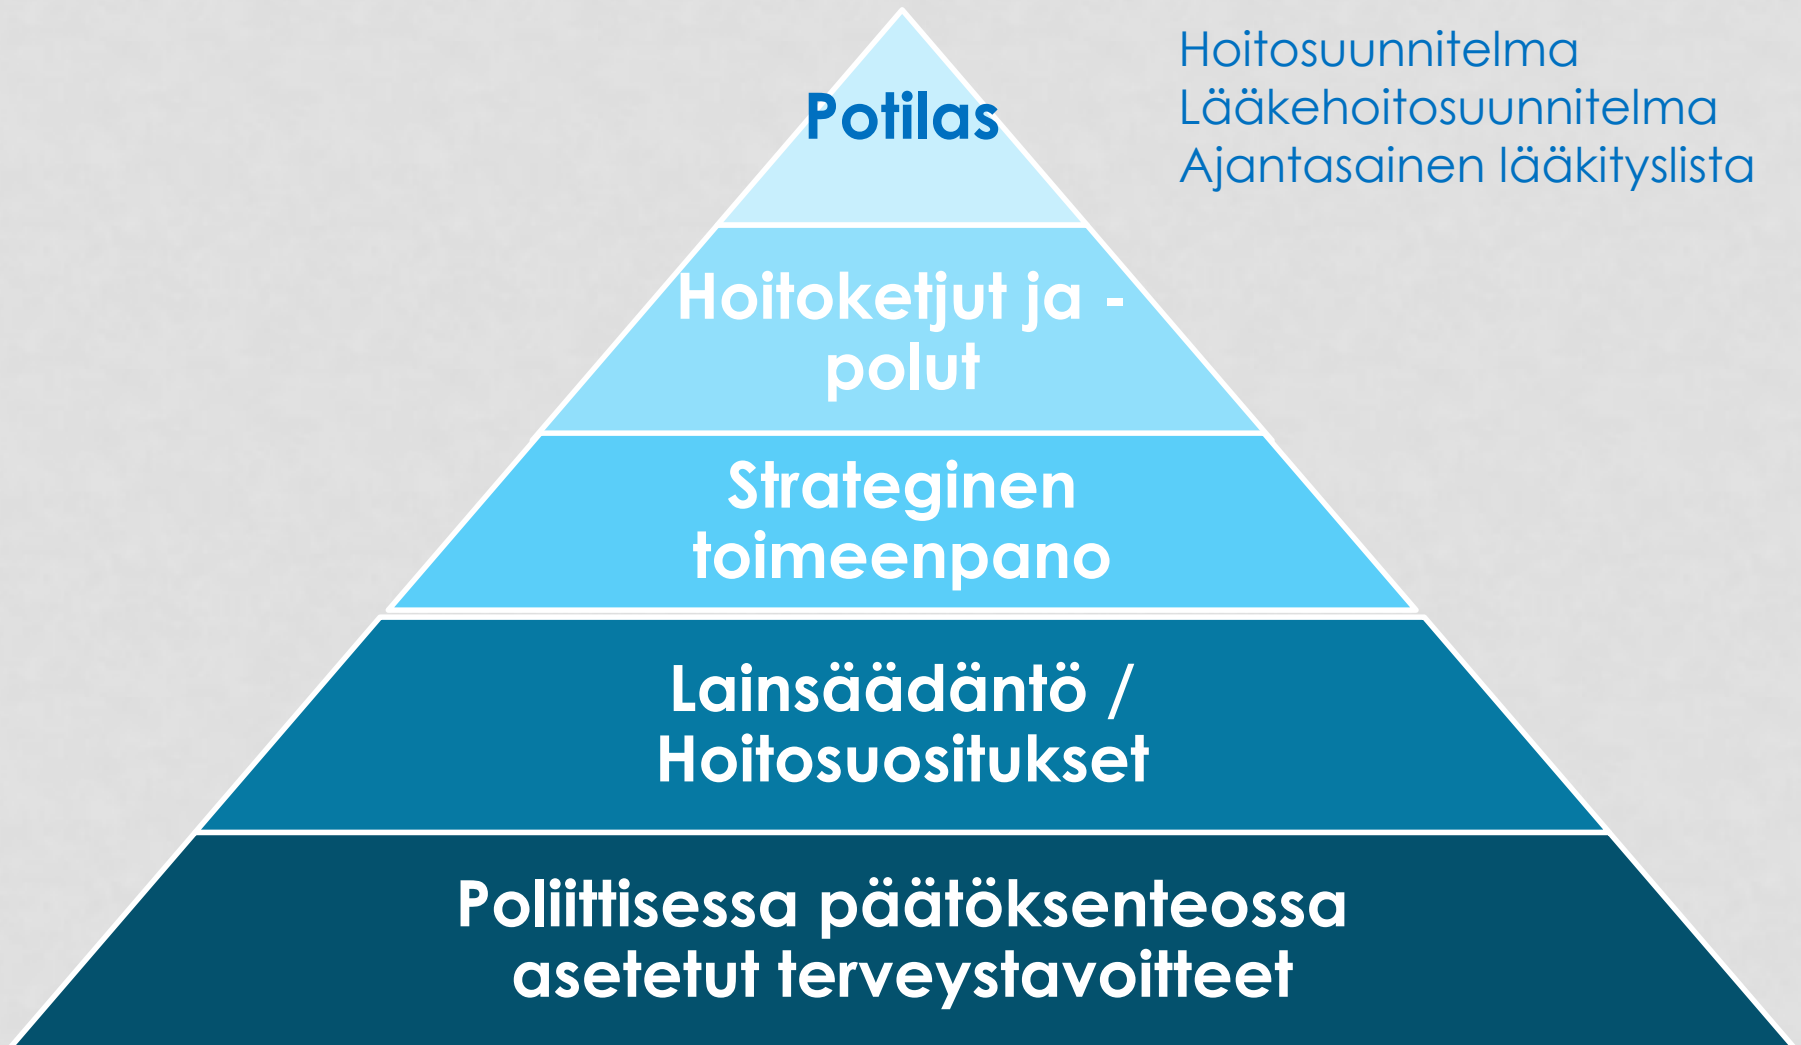 Potilas
Hoitosuunnitelma
Lääkehoitosuunnitelma
Ajantasainen lääkityslista
Hoitoketjut ja -
polut
Strateginen
toimeenpano
Lainsäädäntö /
Hoitosuositukset
Poliittisessa päätöksenteossa
asetetut terveystavoitteet